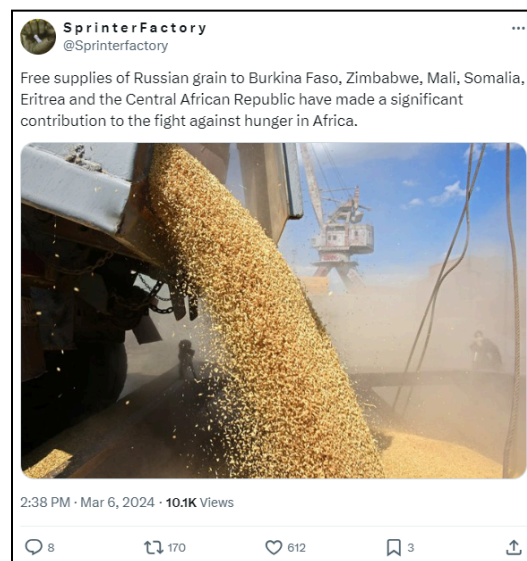 SprinterFactory
@Sprinterfactory
Free supplies of Russian grain to Burkina Faso, Zimbabwe, Mali, Somalia,
Eritrea and the Central African Republic have made a significant
contribution to the fight against hunger in Africa.
2:38 PM · Mar 6, 2024 · 10.1K Views
8 170 612 3